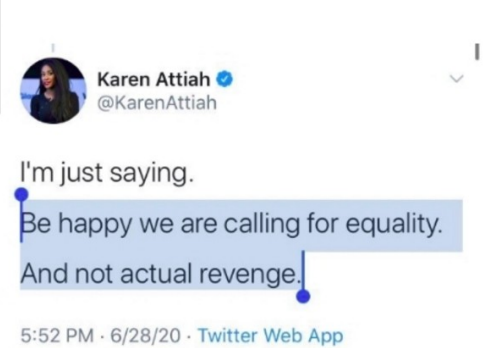 Karen Attiah
@KarenAttiah
I'm just saying.
Be happy we are calling for equality.
And not actual revenge.
5:52 PM · 6/28/20 · Twitter Web App